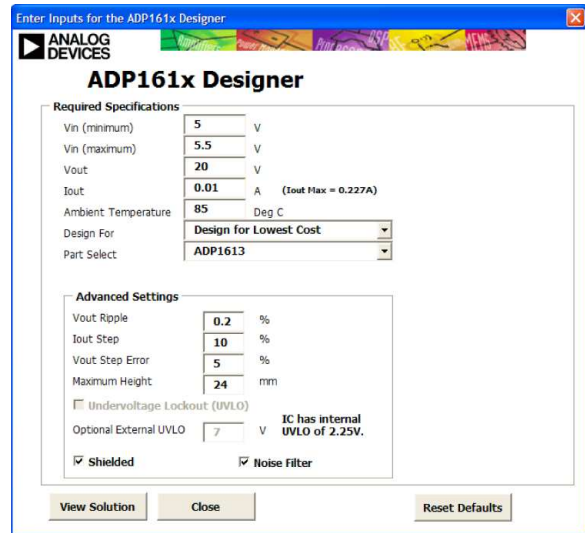 Enter Inputs for the ADP161x Designer
ANALOG
DEVICES
ADP161x Designer
Required Specifications
Vin (minimum) 5 V
Vin (maximum) 5.5 V
Vout 20 V
Iout 0.01 A (Iout Max = 0.227A)
Ambient Temperature 85 Deg C
Design For Design for Lowest Cost
Part Select ADP1613
Advanced Settings
Vout Ripple 0.2 %
Iout Step 10 %
Vout Step Error 5 %
Maximum Height 24 mm
Undervoltage Lockout (UVLO)
Optional External UVLO 7 V
IC has internal
UVLO of 2.25V.
Shielded Noise Filter
View Solution Close Reset Defaults